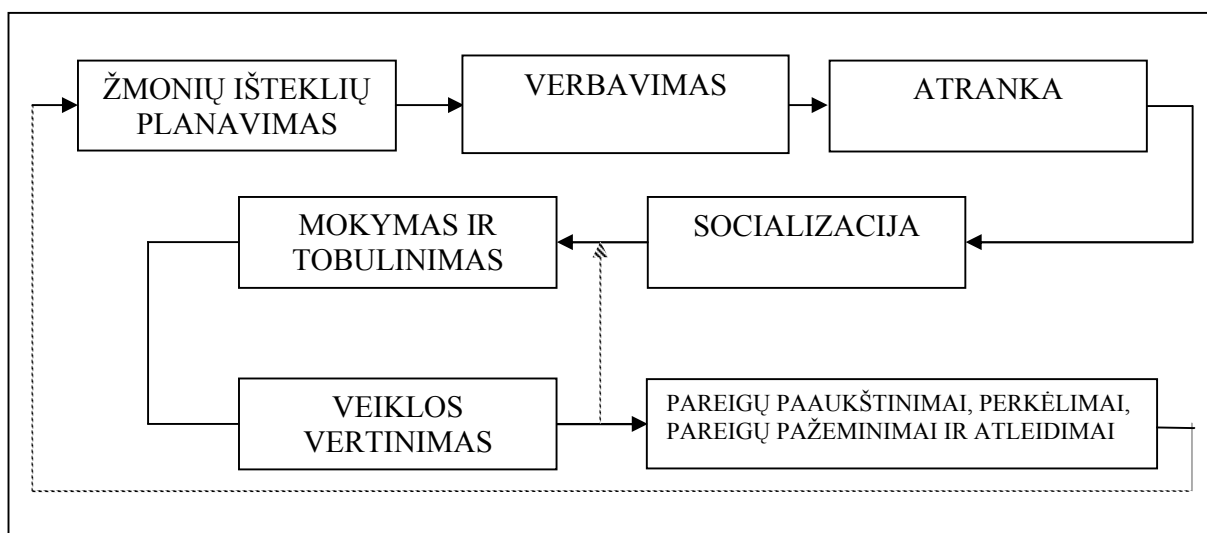 ŽMONIŲ IŠTEKLIŲ
PLANAVIMAS
VERBAVIMAS
ATRANKA
SOCIALIZACIJA
MOKYMAS IR
TOBULINIMAS
VEIKLOS
VERTINIMAS
PAREIGŲ PAAUKŠTINIMAI, PERKĖLIMAI,
PAREIGŲ PAŽEMINIMAI IR ATLEIDIMAI